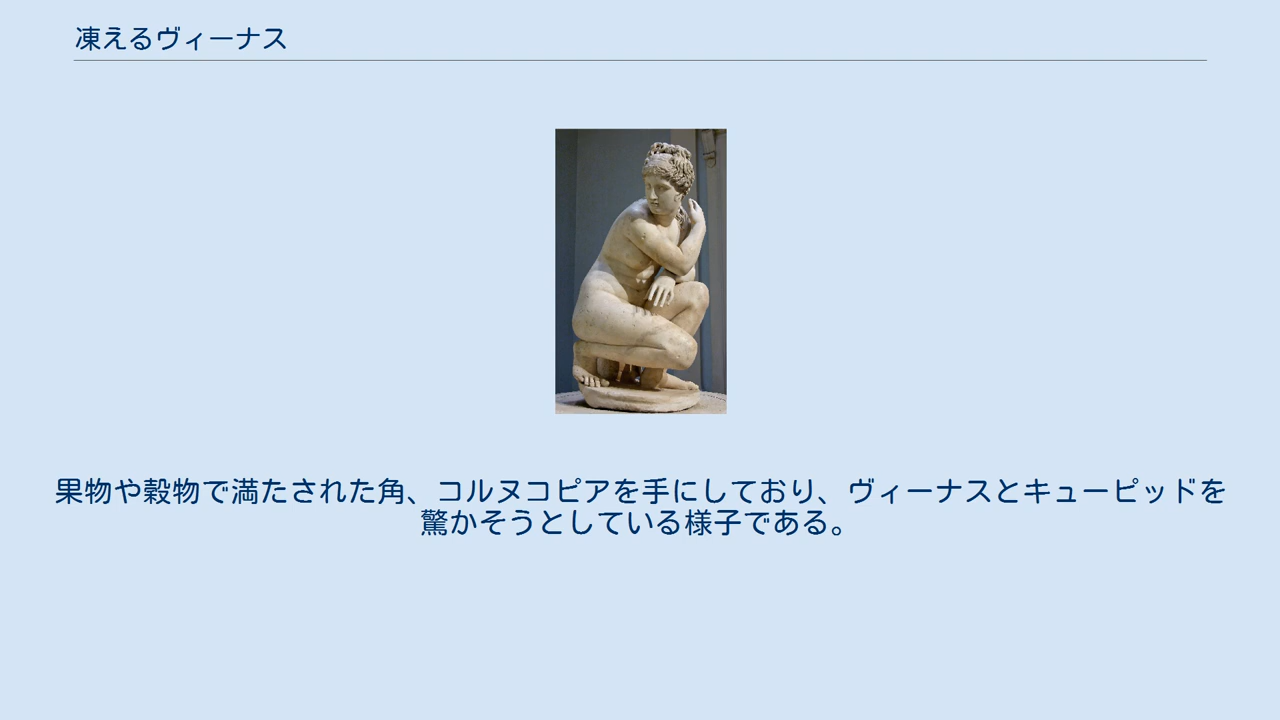 凍えるヴィーナス
果物や穀物で満たされた角、コルヌコピアを手にしており、ヴィーナスとキューピッドを
驚かそうとしている様子である。